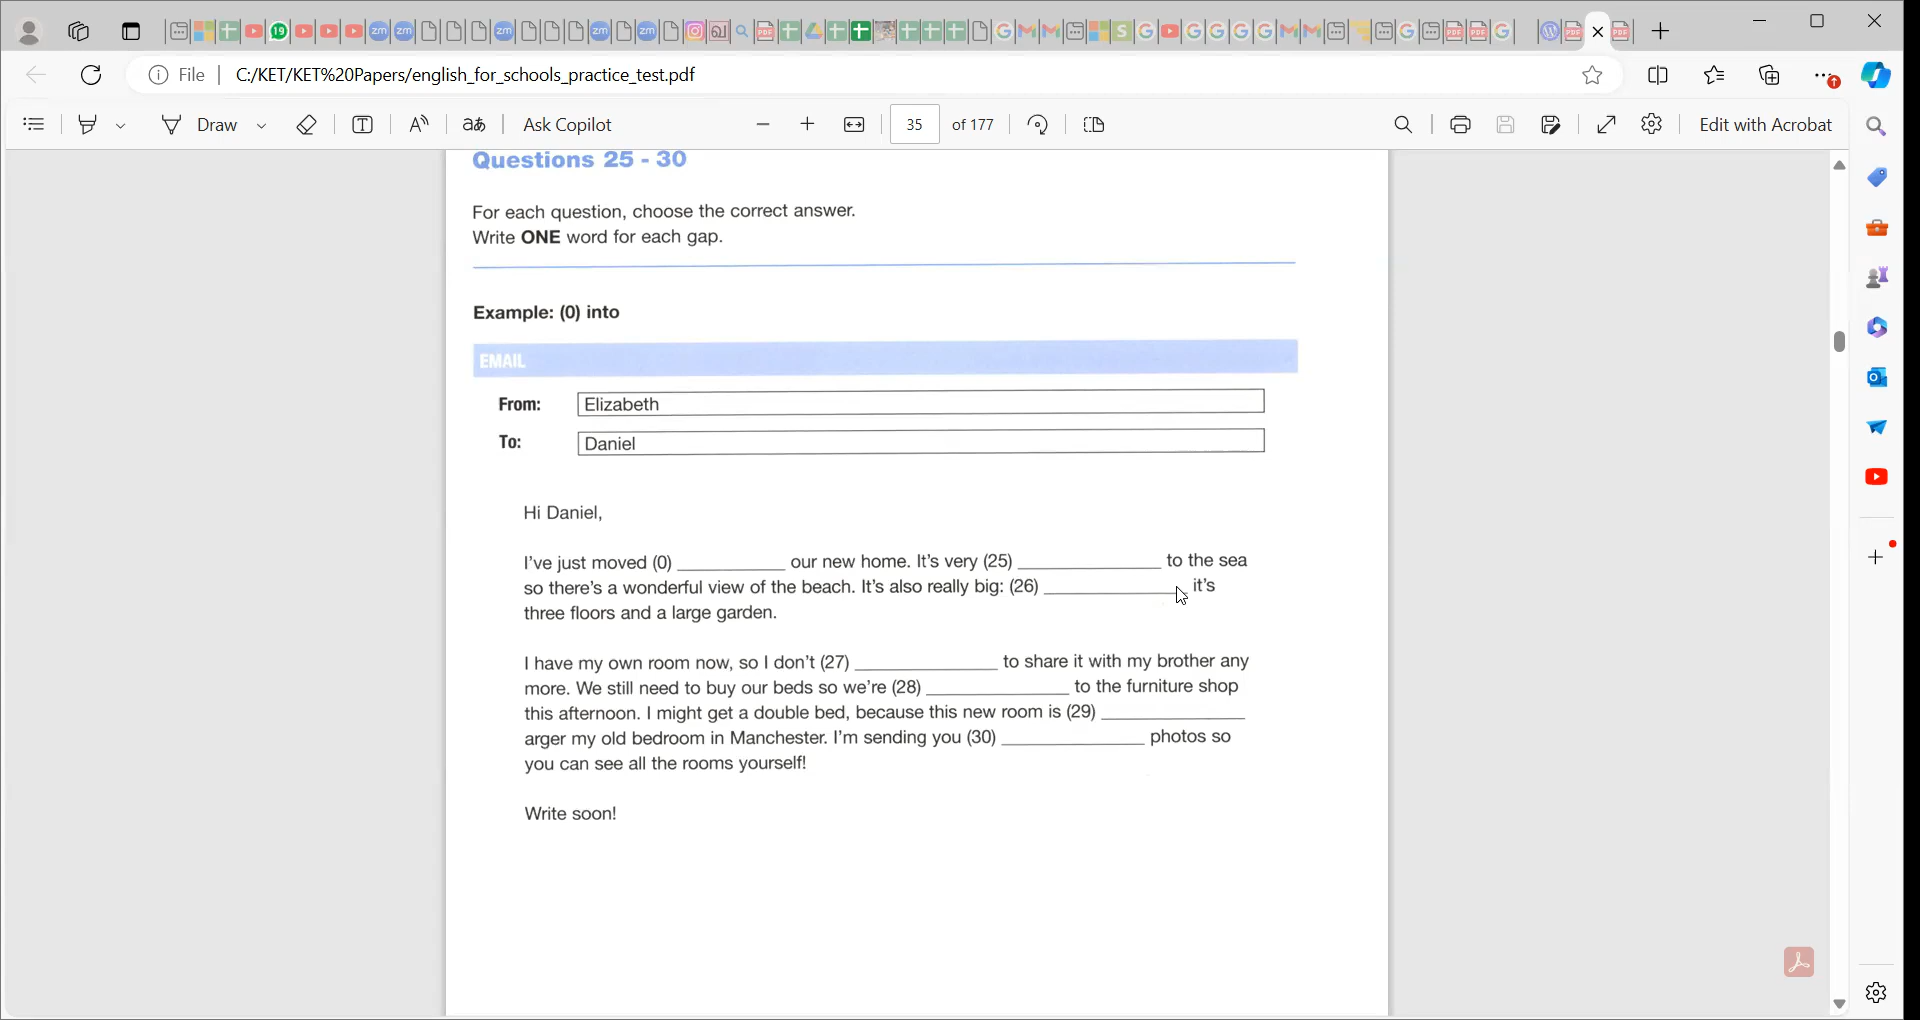 File
C:/KET/KET%20Papers/english_for_schools_practice_test.pdf
Draw
Ask Copilot
35 of 177
Edit with Acrobat
Questions 25 - 30
For each question, choose the correct answer.
Write ONE word for each gap.
Example: (0) into
EMAIL
From: Elizabeth
To: Daniel
Hi Daniel,
I've just moved (0) ____________ our new home. It's very (25) ________________ to the sea
so there's a wonderful view of the beach. It's also really big: (26) ________________ it's
three floors and a large garden.
I have my own room now, so I don't (27) ________________ to share it with my brother any
more. We still need to buy our beds so we're (28) ________________ to the furniture shop
this afternoon. I might get a double bed, because this new room is (29) ________________
arger my old bedroom in Manchester. I'm sending you (30) ________________ photos so
you can see all the rooms yourself!
Write soon!